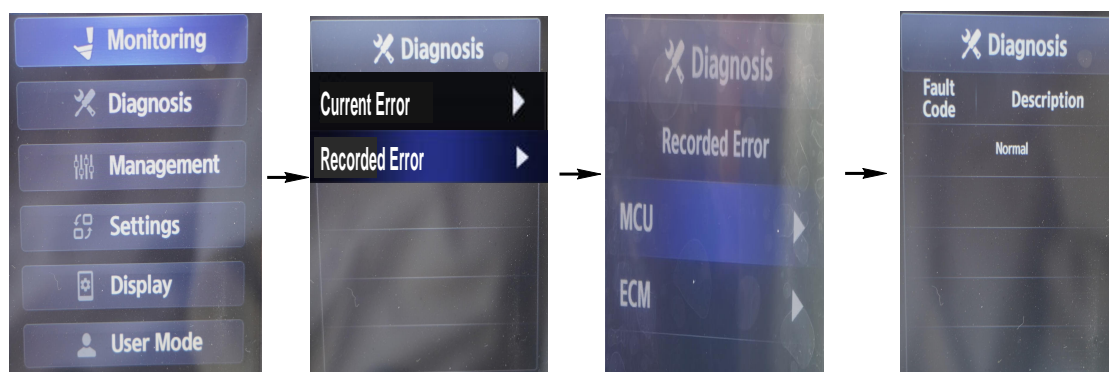 Monitoring
Diagnosis
Management
Settings
Display
User Mode
Diagnosis
Current Error
Recorded Error
Diagnosis
Recorded Error
MCU
ECM
Diagnosis
Fault Code
Description
Normal